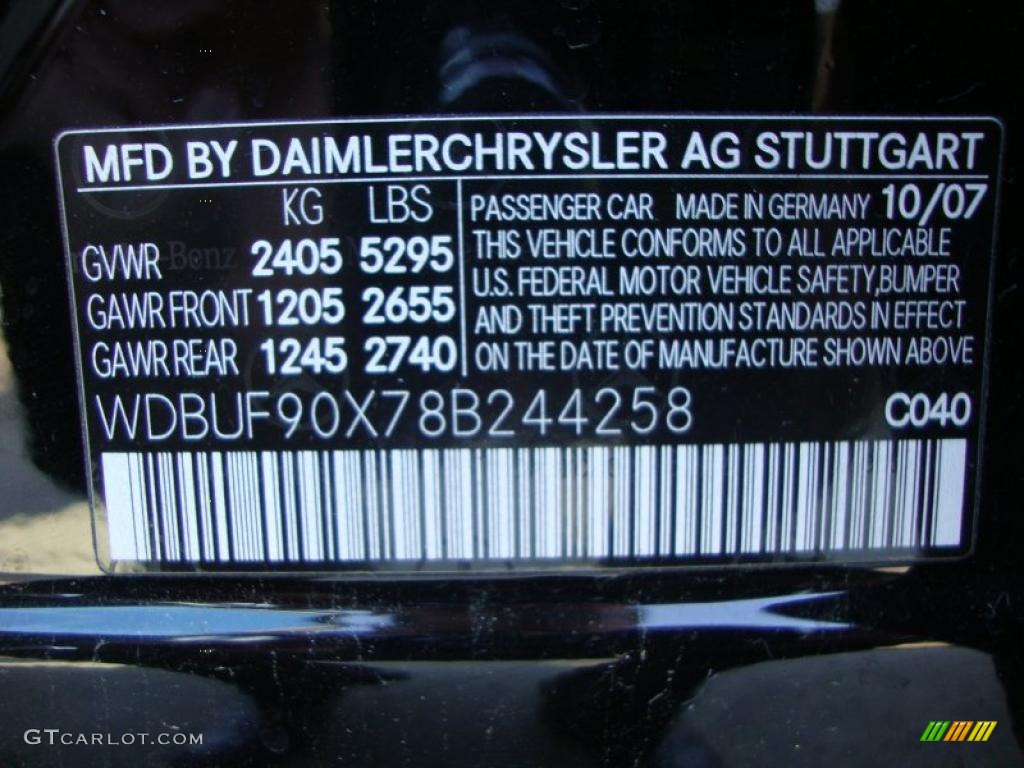 MFD BY DAIMLERCHRYSLER AG STUTTGART
KG LBS
GVWR 2405 5295
GAWR FRONT 1205 2655
GAWR REAR 1245 2740
PASSENGER CAR MADE IN GERMANY 10/07
THIS VEHICLE CONFORMS TO ALL APPLICABLE
U.S. FEDERAL MOTOR VEHICLE SAFETY,BUMPER
AND THEFT PREVENTION STANDARDS IN EFFECT
ON THE DATE OF MANUFACTURE SHOWN ABOVE
WDBUF90X78B244258 C040
GTCARLOT.COM